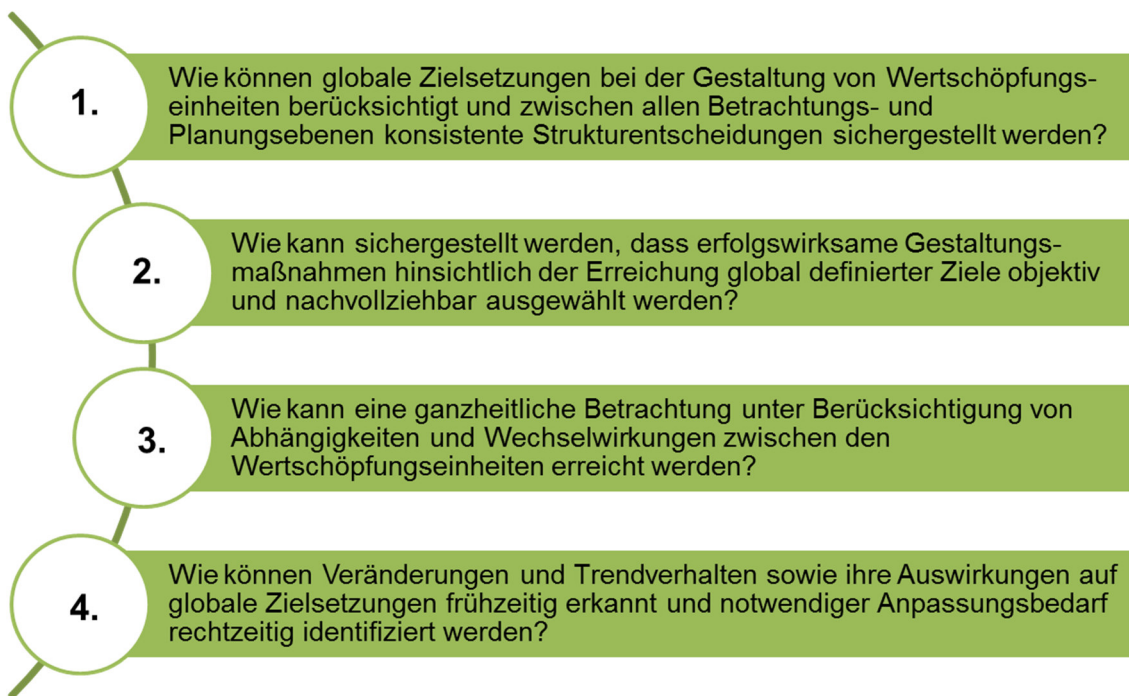 1.
Wie können globale Zielsetzungen bei der Gestaltung von Wertschöpfungs-
einheiten berücksichtigt und zwischen allen Betrachtungs- und
Planungsebenen konsistente Strukturentscheidungen sichergestellt werden?
2.
Wie kann sichergestellt werden, dass erfolgswirksame Gestaltungs-
maßnahmen hinsichtlich der Erreichung global definierter Ziele objektiv
und nachvollziehbar ausgewählt werden?
3.
Wie kann eine ganzheitliche Betrachtung unter Berücksichtigung von
Abhängigkeiten und Wechselwirkungen zwischen den
Wertschöpfungseinheiten erreicht werden?
4.
Wie können Veränderungen und Trendverhalten sowie ihre Auswirkungen auf
globale Zielsetzungen frühzeitig erkannt und notwendiger Anpassungsbedarf
rechtzeitig identifiziert werden?